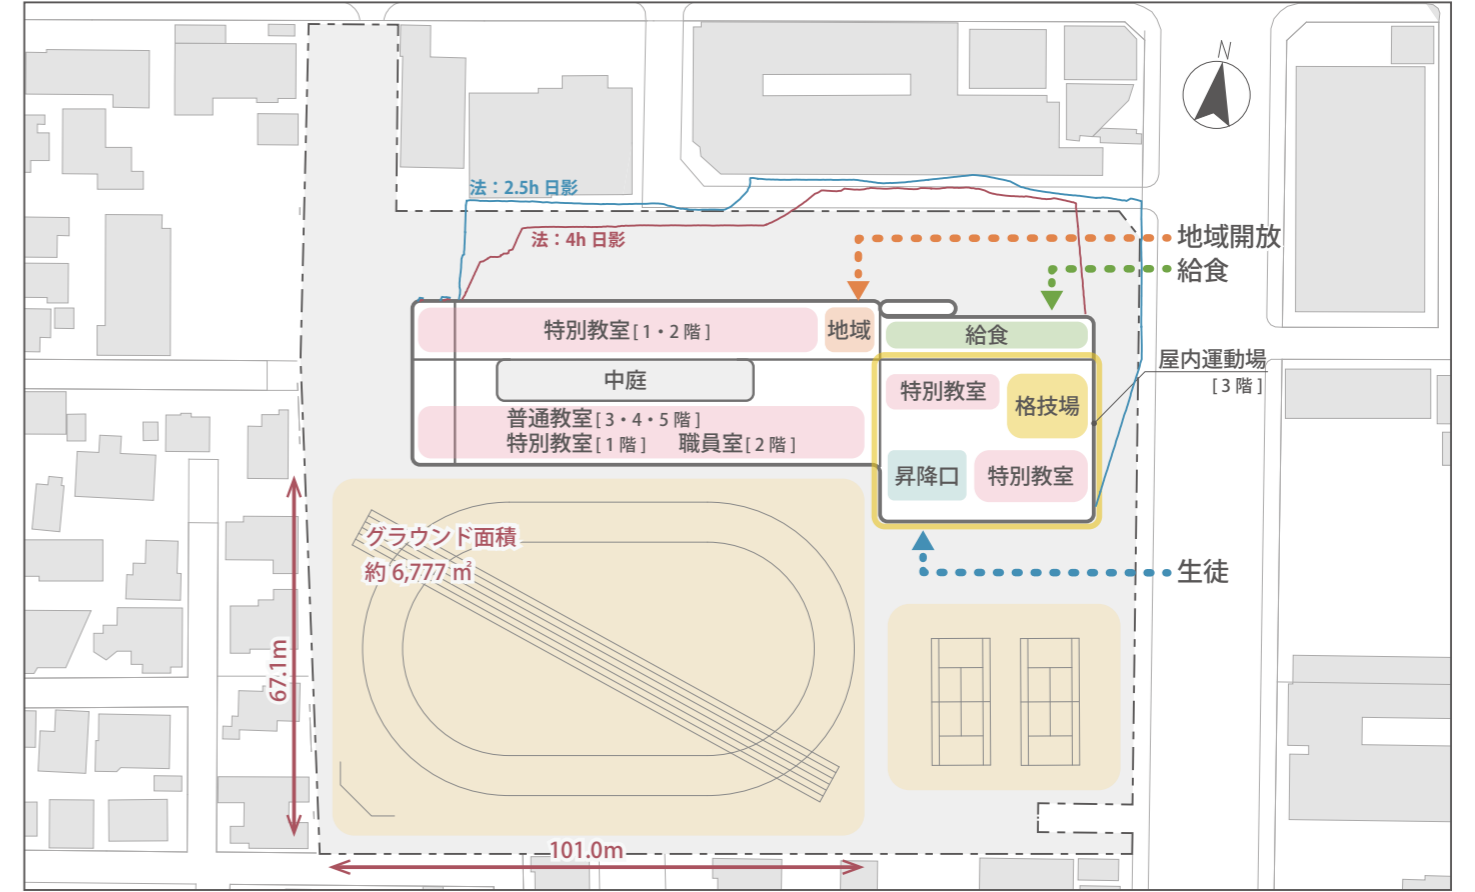 N
法：2.5h 日影
法：4h 日影
地域開放
給食
特別教室[ 1・2 階 ]
地域
給食
屋内運動場
[ 3 階 ]
中庭
特別教室
格技場
普通教室[ 3・4・5 階 ]
特別教室[ 1 階 ]　職員室[ 2 階 ]
昇降口
特別教室
グラウンド面積
約 6,777 ㎡
生徒
67.1m
101.0m